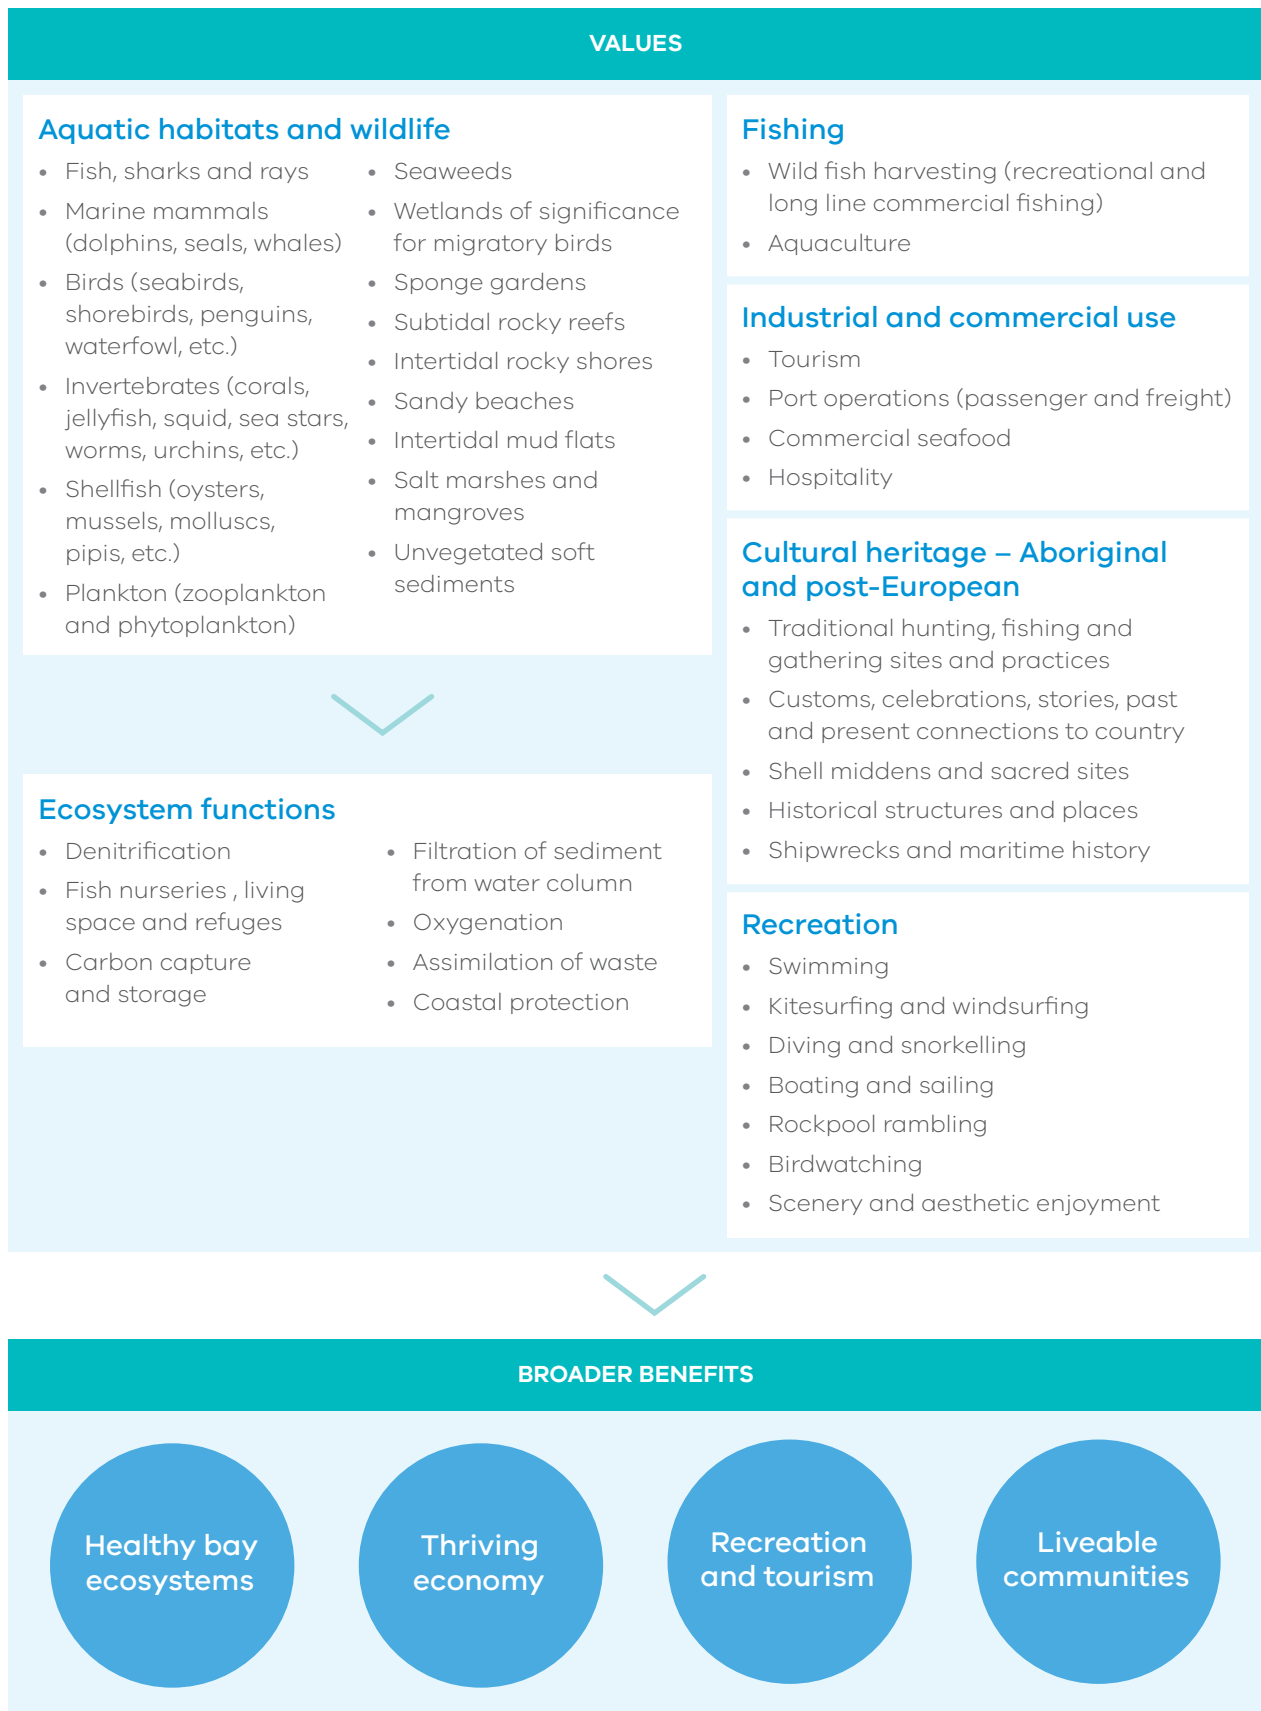 VALUES
Aquatic habitats and wildlife
• Fish, sharks and rays
• Marine mammals
(dolphins, seals, whales)
• Birds (seabirds,
shorebirds, penguins,
waterfowl, etc.)
• Invertebrates (corals,
jellyfish, squid, sea stars,
worms, urchins, etc.)
• Shellfish (oysters,
mussels, molluscs,
pipis, etc.)
• Plankton (zooplankton
and phytoplankton)
• Seaweeds
• Wetlands of significance
for migratory birds
• Sponge gardens
• Subtidal rocky reefs
• Intertidal rocky shores
• Sandy beaches
• Intertidal mud flats
• Salt marshes and
mangroves
• Unvegetated soft
sediments
Ecosystem functions
• Denitrification
• Fish nurseries , living
space and refuges
• Carbon capture
and storage
• Filtration of sediment
from water column
• Oxygenation
• Assimilation of waste
• Coastal protection
Fishing
• Wild fish harvesting (recreational and
long line commercial fishing)
• Aquaculture
Industrial and commercial use
• Tourism
• Port operations (passenger and freight)
• Commercial seafood
• Hospitality
Cultural heritage – Aboriginal
and post-European
• Traditional hunting, fishing and
gathering sites and practices
• Customs, celebrations, stories, past
and present connections to country
• Shell middens and sacred sites
• Historical structures and places
• Shipwrecks and maritime history
Recreation
• Swimming
• Kitesurfing and windsurfing
• Diving and snorkelling
• Boating and sailing
• Rockpool rambling
• Birdwatching
• Scenery and aesthetic enjoyment
BROADER BENEFITS
Healthy bay
ecosystems
Thriving
economy
Recreation
and tourism
Liveable
communities